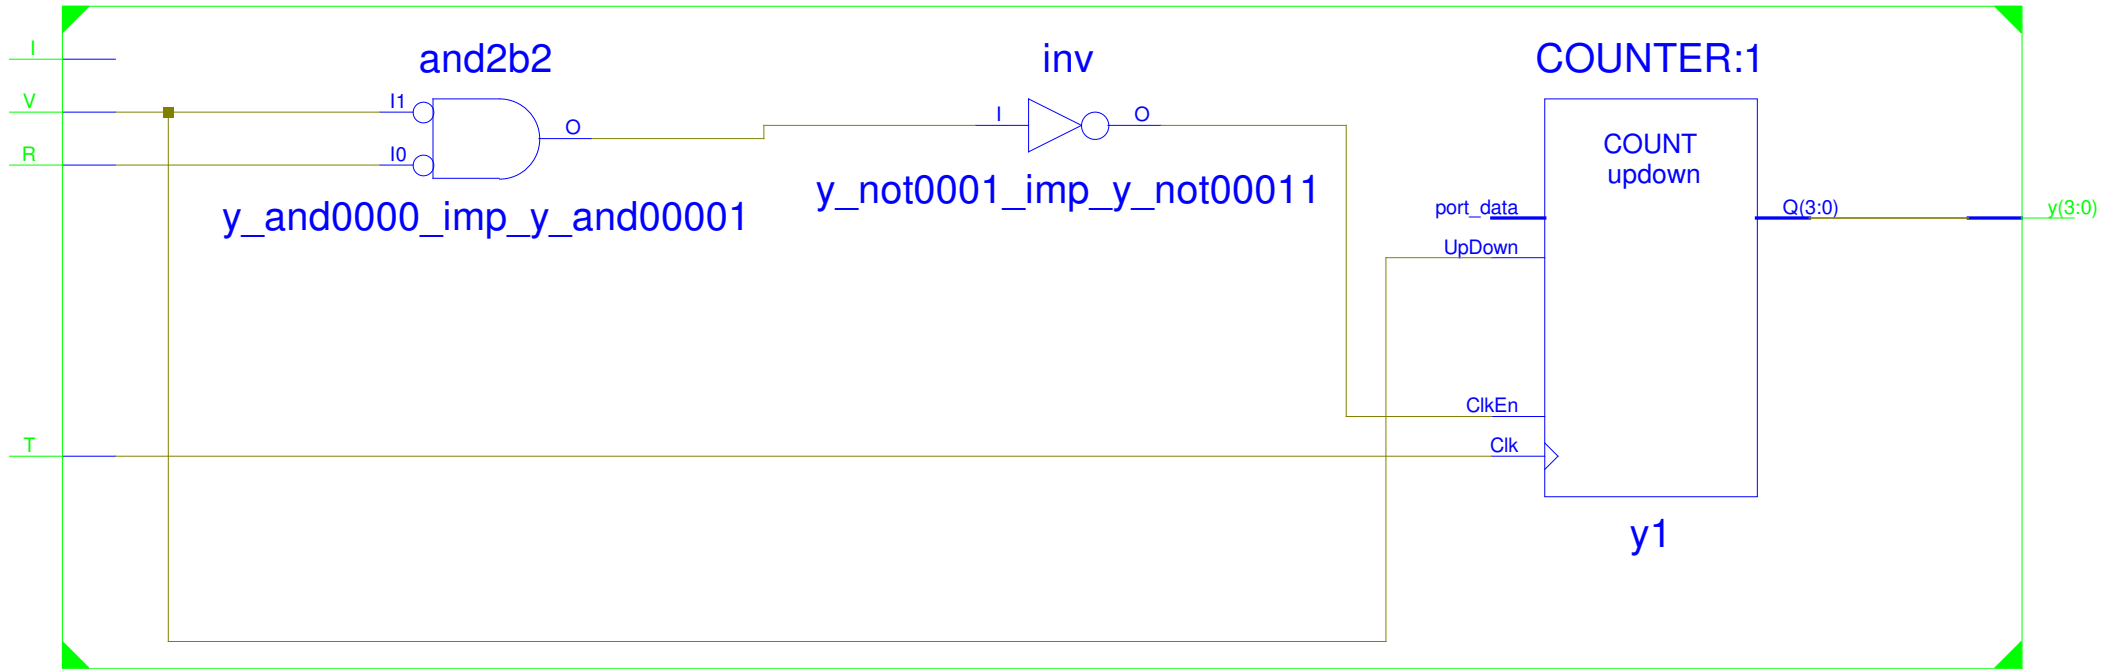 and2b2
inv
COUNTER:1
I
V
I1
R
I0
O
I
O
COUNT
updown
y_and0000_imp_y_and00001
y_not0001_imp_y_not00011
port_data
Q(3:0)
y(3:0)
UpDown
ClkEn
T
Clk
y1